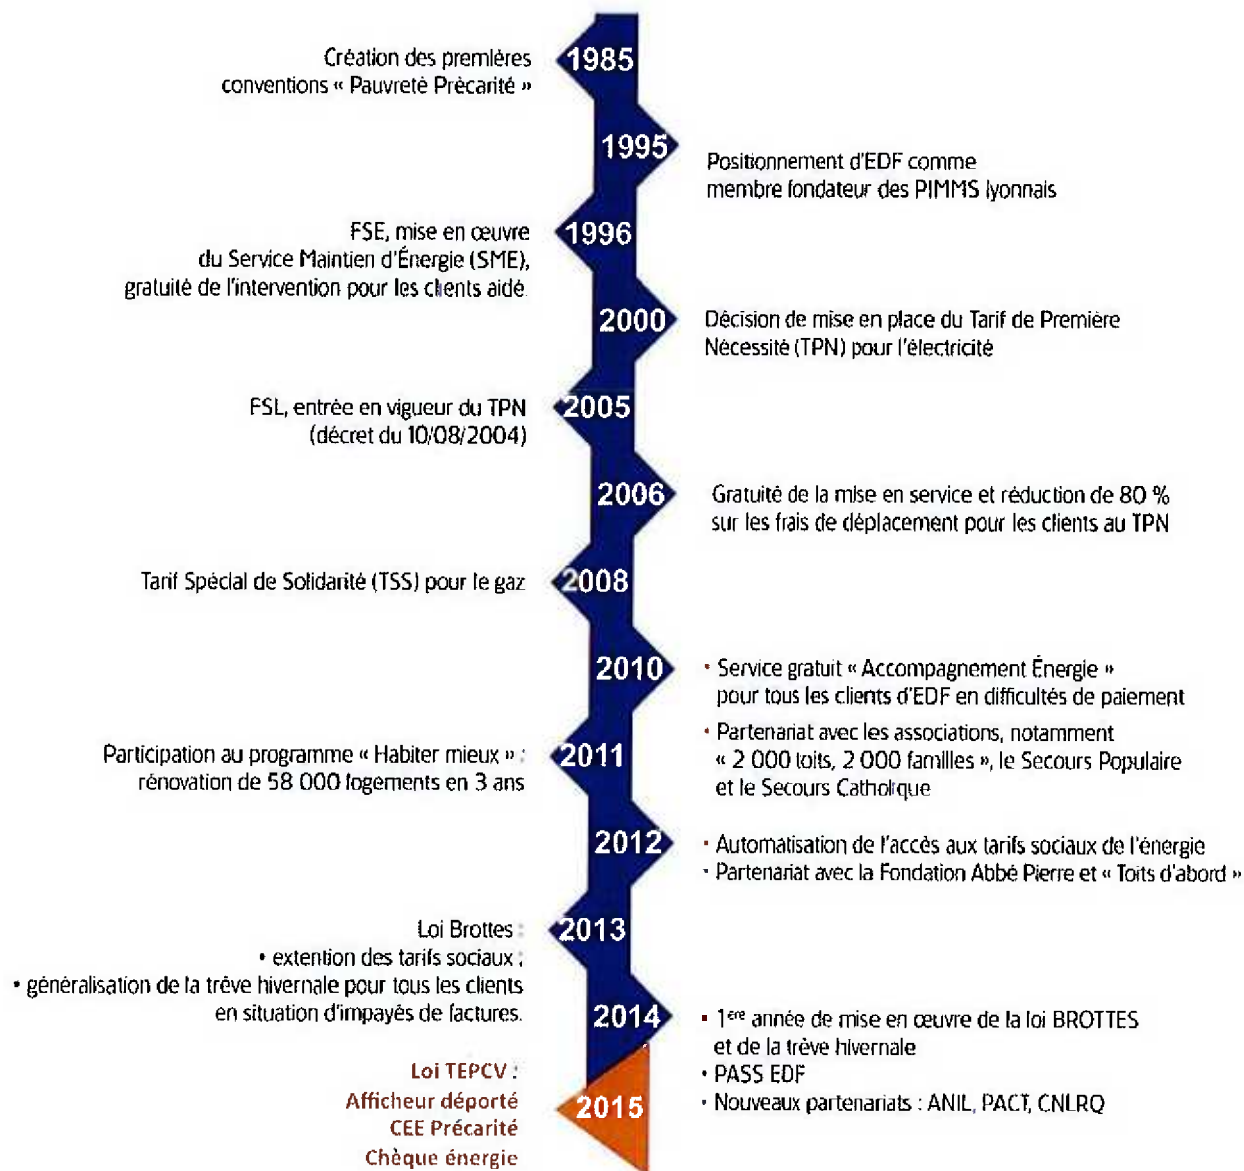 1985
Création des premières
conventions « Pauvreté Précarité »
1995
Positionnement d'EDF comme
membre fondateur des PIMMS lyonnais
1996
FSE, mise en œuvre
du Service Maintien d'Énergie (SME),
gratuité de l'intervention pour les clients aidé
2000
Décision de mise en place du Tarif de Première
Nécessité (TPN) pour l'électricité
2005
FSL, entrée en vigueur du TPN
(décret du 10/08/2004)
2006
Gratuité de la mise en service et réduction de 80 %
sur les frais de déplacement pour les clients au TPN
2008
Tarif Spécial de Solidarité (TSS) pour le gaz
2010
• Service gratuit « Accompagnement Énergie »
pour tous les clients d'EDF en difficultés de paiement
• Partenariat avec les associations, notamment
« 2 000 toits, 2 000 familles », le Secours Populaire
et le Secours Catholique
2011
Participation au programme « Habiter mieux » :
rénovation de 58 000 logements en 3 ans
2012
• Automatisation de l'accès aux tarifs sociaux de l'énergie
• Partenariat avec la Fondation Abbé Pierre et « Toits d'abord »
2013
Loi Brottes :
• extention des tarifs sociaux ;
• généralisation de la trêve hivernale pour tous les clients
en situation d'impayés de factures.
2014
• 1ere année de mise en œuvre de la loi BROTTES
et de la trêve hivernale
• PASS EDF
• Nouveaux partenariats : ANIL, PACT, CNLRQ
2015
Loi TEPCV :
Afficheur déporté
CEE Précarité
Chèque énergie